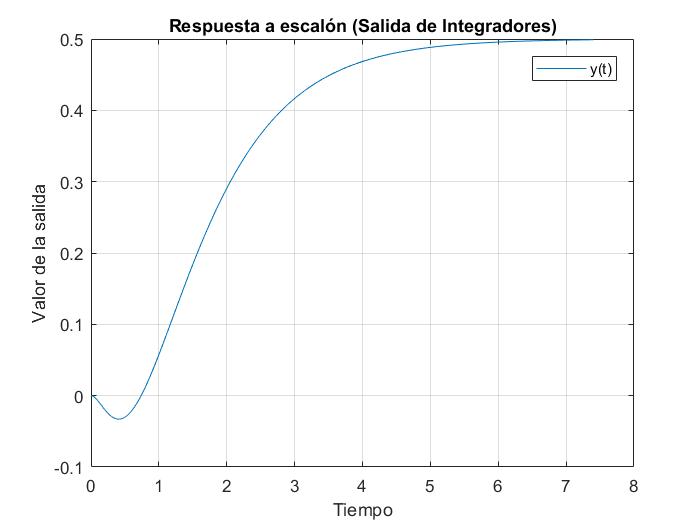 Respuesta a escalón (Salida de Integradores)
0.5
y(t)
0.4
0.3
0.2
0.1
0
-0.1
Valor de la salida
0 1 2 3 4 5 6 7 8
Tiempo